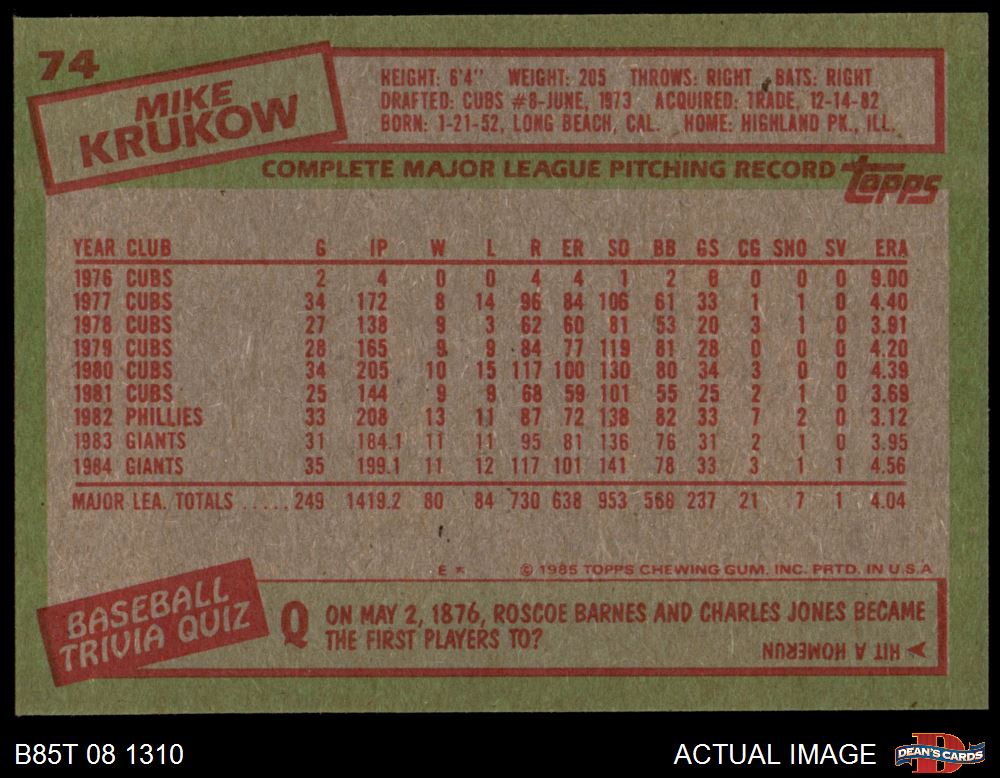 74
MIKE
KRUKOW
HEIGHT: 6'4" WEIGHT: 205 THROWS: RIGHT BATS: RIGHT
DRAFTED: CUBS #8-JUNE, 1973 ACQUIRED: TRADE, 12-14-82
BORN: 1-21-52, LONG BEACH, CAL. HOME: HIGHLAND PK., ILL.
COMPLETE MAJOR LEAGUE PITCHING RECORD
topps
YEAR CLUB G IP W L R ER SO BB GS CG SHO SV ERA
1976 CUBS 2 4 0 0 4 4 1 2 0 0 0 0 9.00
1977 CUBS 34 172 8 14 96 84 106 61 33 1 1 0 4.40
1978 CUBS 27 138 9 3 62 60 81 53 20 3 1 0 3.91
1979 CUBS 28 165 9 9 84 77 119 81 28 0 0 0 4.20
1980 CUBS 34 205 10 15 117 100 130 80 34 3 0 0 4.39
1981 CUBS 25 144 9 9 68 59 101 55 25 2 1 0 3.69
1982 PHILLIES 33 208 13 11 87 72 138 82 33 7 2 0 3.12
1983 GIANTS 31 184.1 11 11 95 81 136 76 31 2 1 0 3.95
1984 GIANTS 35 199.1 11 12 117 101 141 78 33 3 1 1 4.56
MAJOR LEA. TOTALS ..... 249 1419.2 80 84 730 638 953 568 237 21 7 1 4.04
E * © 1985 TOPPS CHEWING GUM. INC. PRTD. IN U.S.A
BASEBALL
TRIVIA QUIZ
Q ON MAY 2, 1876, ROSCOE BARNES AND CHARLES JONES BECAME
THE FIRST PLAYERS TO?
HIT A HOMERUN
B85T 08 1310
ACTUAL IMAGE
DEAN'S CARDS